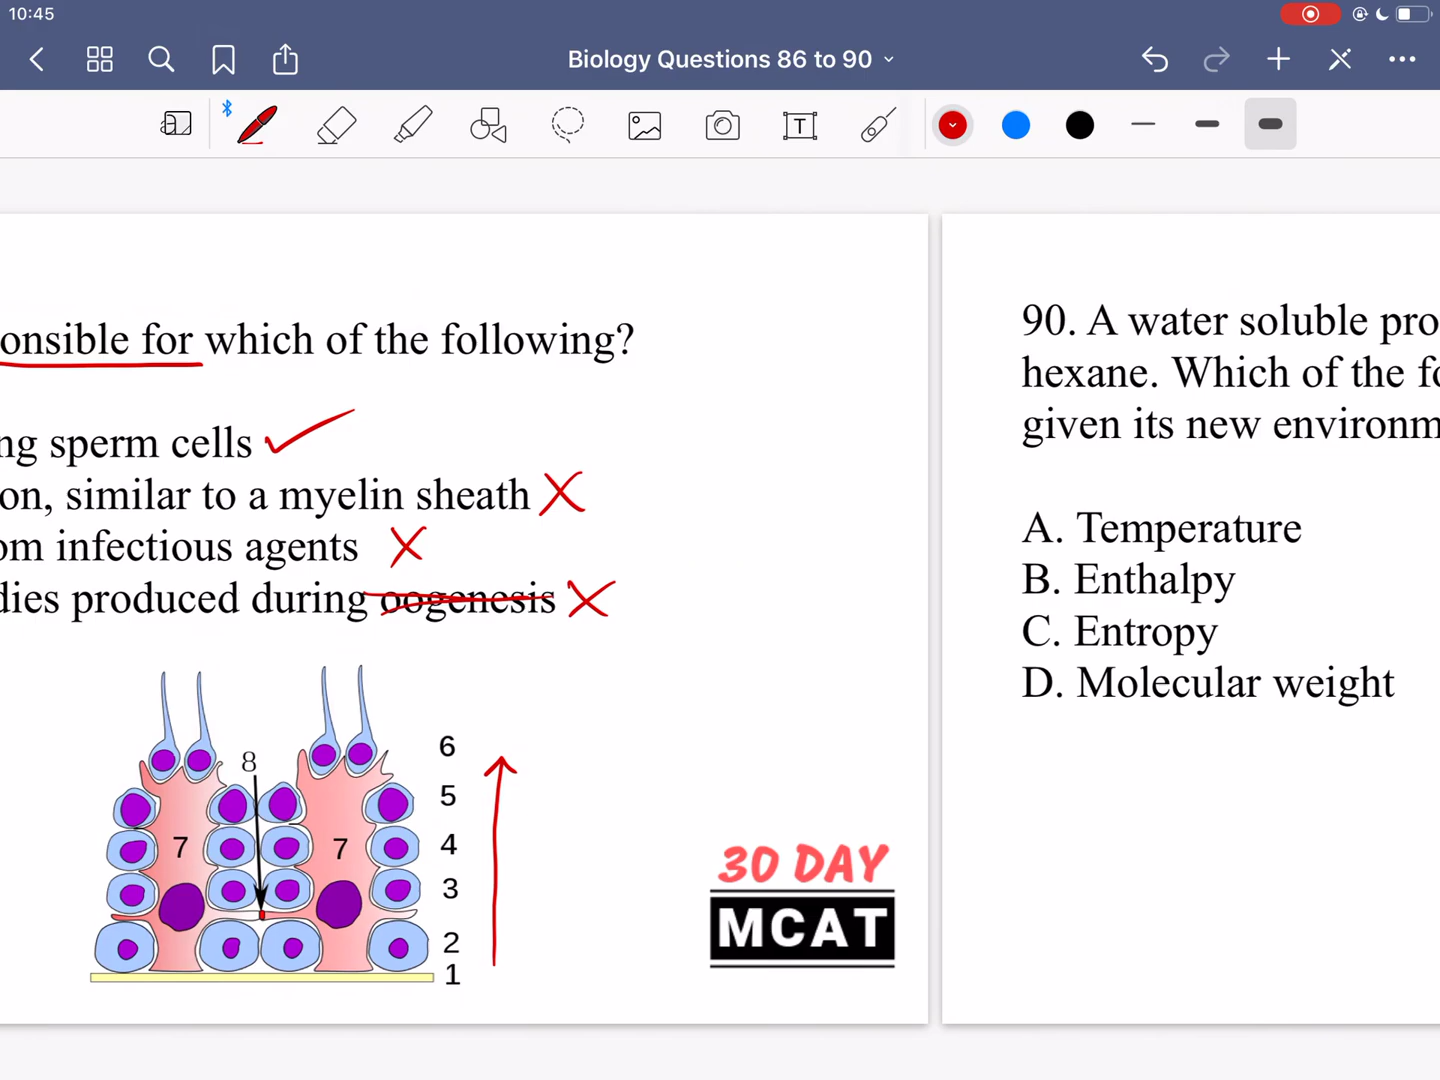 10:45
Biology Questions 86 to 90
T
onsible for which of the following?
ng sperm cells
on, similar to a myelin sheath
om infectious agents
dies produced during oogenesis
8
6
5
7
7
4
3
2
1
30 DAY
MCAT
90. A water soluble pro
hexane. Which of the fo
given its new environm
A. Temperature
B. Enthalpy
C. Entropy
D. Molecular weight